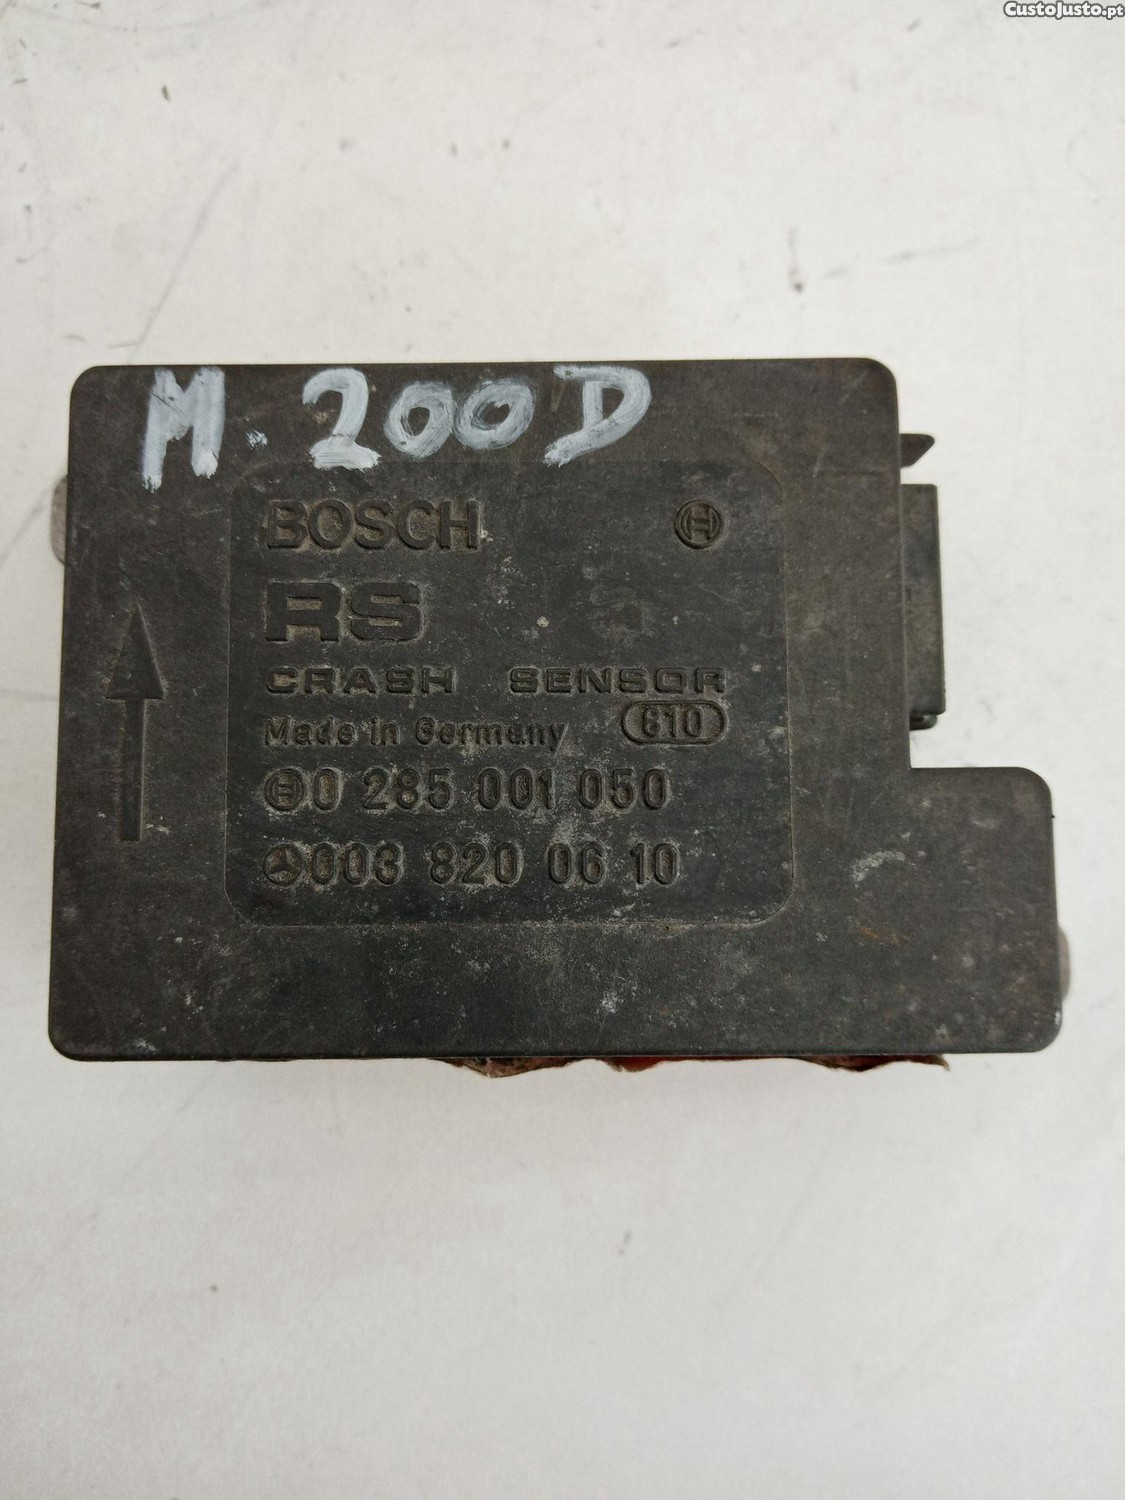 CustoJusto.pt
M. 200D
BOSCH
RS
CRASH SENSOR
Made in Germany 610
0 285 001 050
003 820 06 10